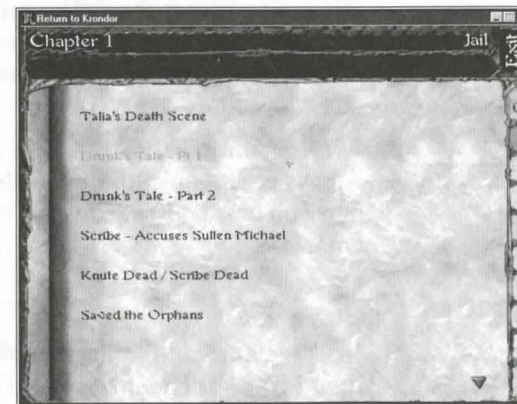 Return to Krondor
Chapter 1
Jail
Exit
Talia's Death Scene
Drunk's Tale - Pt 1
Drunk's Tale - Part 2
Scribe - Accuses Sullen Michael
Knute Dead / Scribe Dead
Saved the Orphans